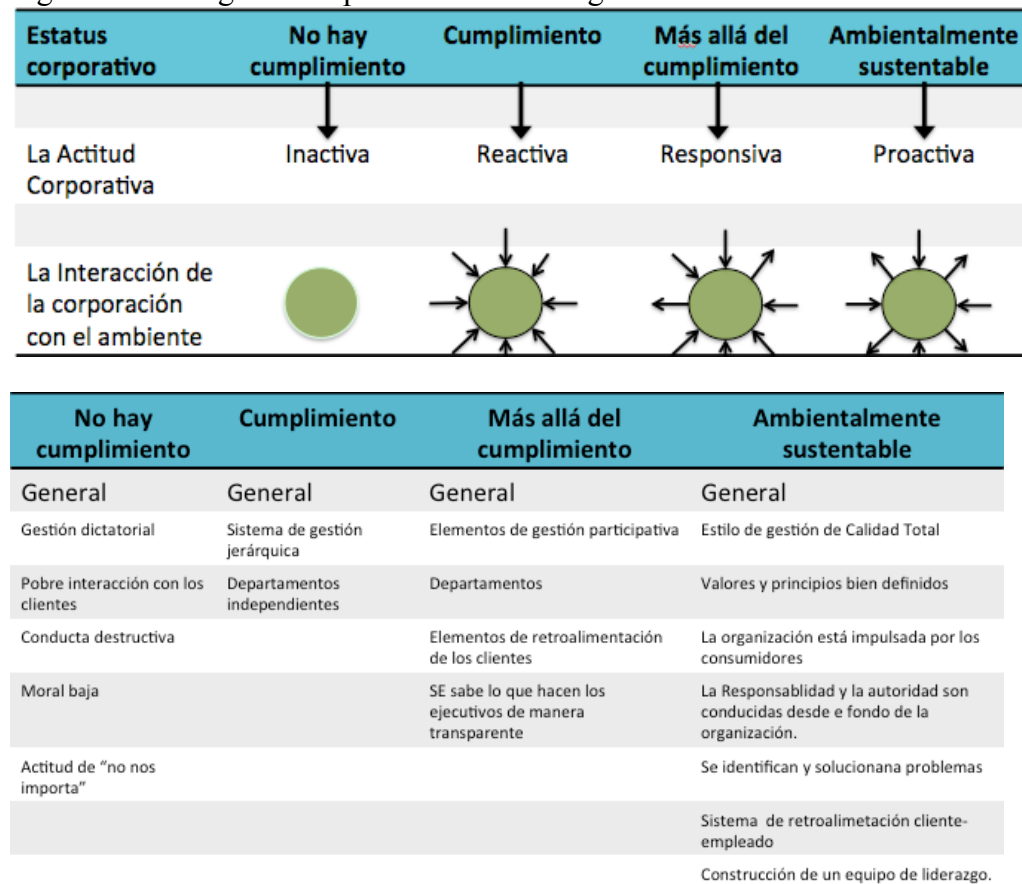 Estatus corporativo
No hay cumplimiento
Cumplimiento
Más allá del cumplimiento
Ambientalmente sustentable
La Actitud Corporativa
Inactiva
Reactiva
Responsiva
Proactiva
La Interacción de la corporación con el ambiente
No hay cumplimiento
Cumplimiento
Más allá del cumplimiento
Ambientalmente sustentable
General
General
General
General
Gestión dictatorial
Sistema de gestión jerárquica
Elementos de gestión participativa
Estilo de gestión de Calidad Total
Pobre interacción con los clientes
Departamentos independientes
Departamentos
Valores y principios bien definidos
Conducta destructiva
Elementos de retroalimentación de los clientes
La organización está impulsada por los consumidores
Moral baja
SE sabe lo que hacen los ejecutivos de manera transparente
La Responsablidad y la autoridad son conducidas desde e fondo de la organización.
Actitud de “no nos importa”
Se identifican y solucionana problemas
Sistema de retroalimetación cliente-empleado
Construcción de un equipo de liderazgo.